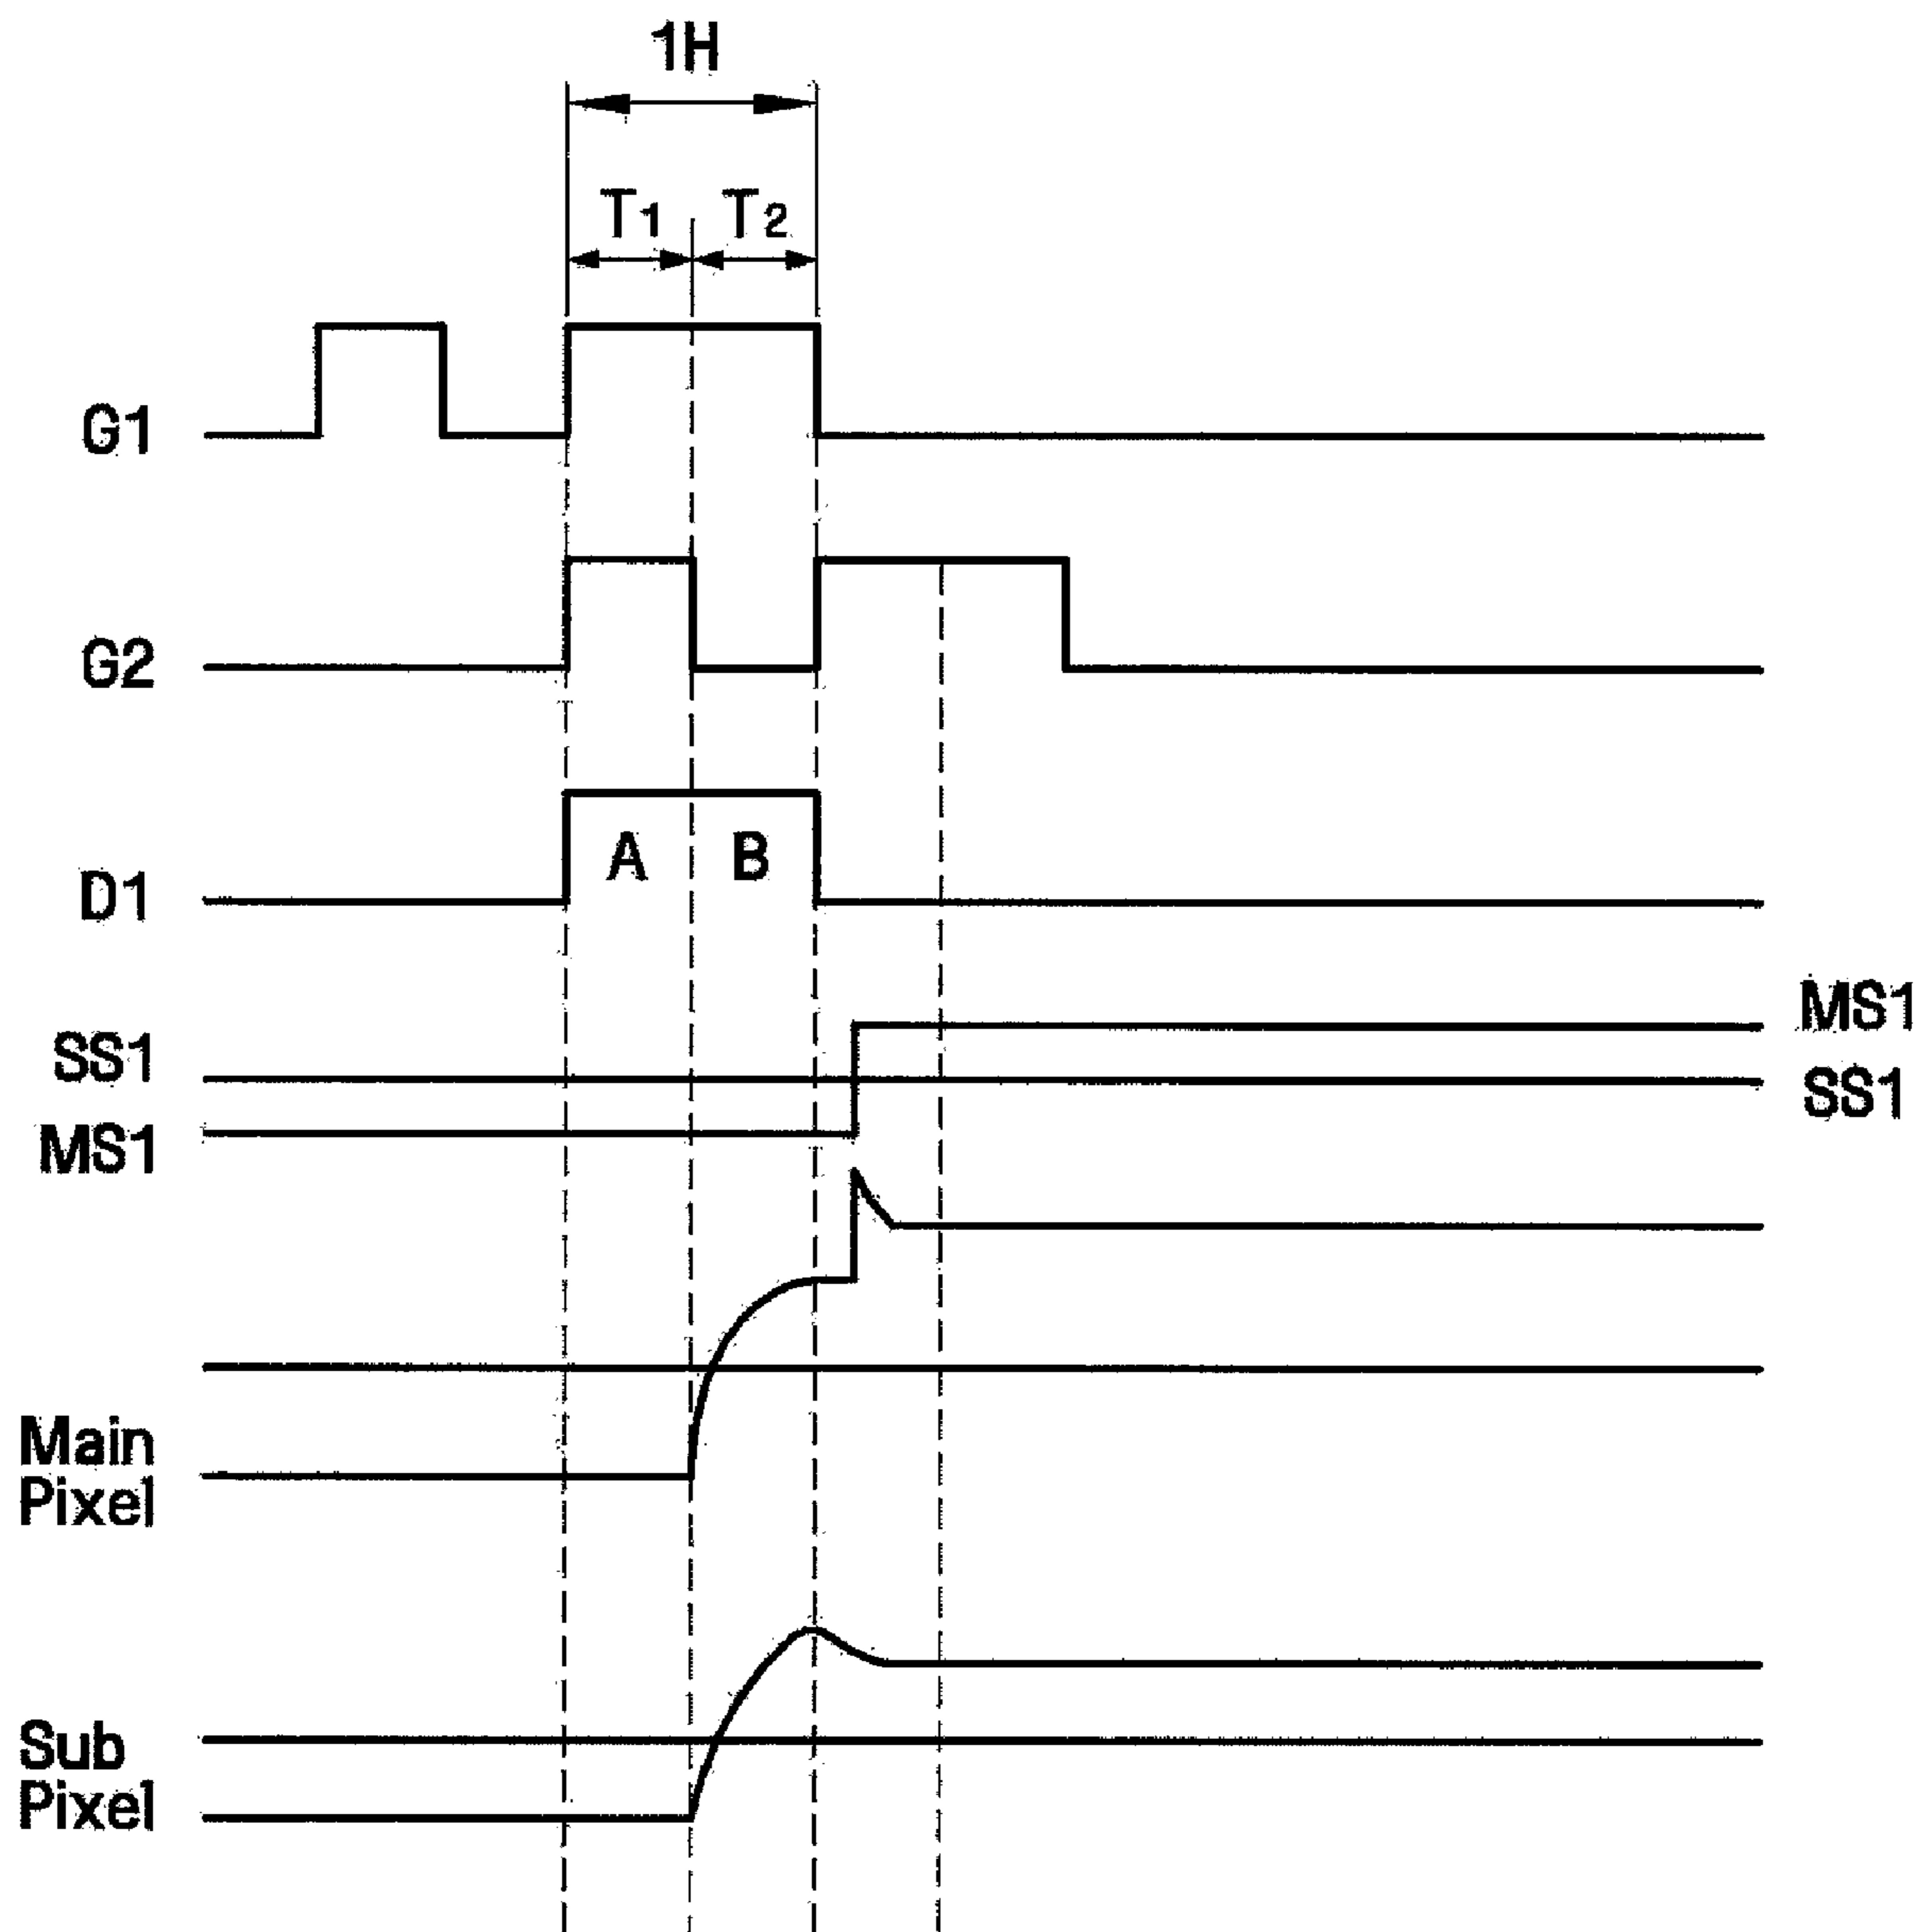 1H
T1 T2
G1
G2
D1
A B
SS1
MS1
MS1
SS1
Main
Pixel
Sub
Pixel